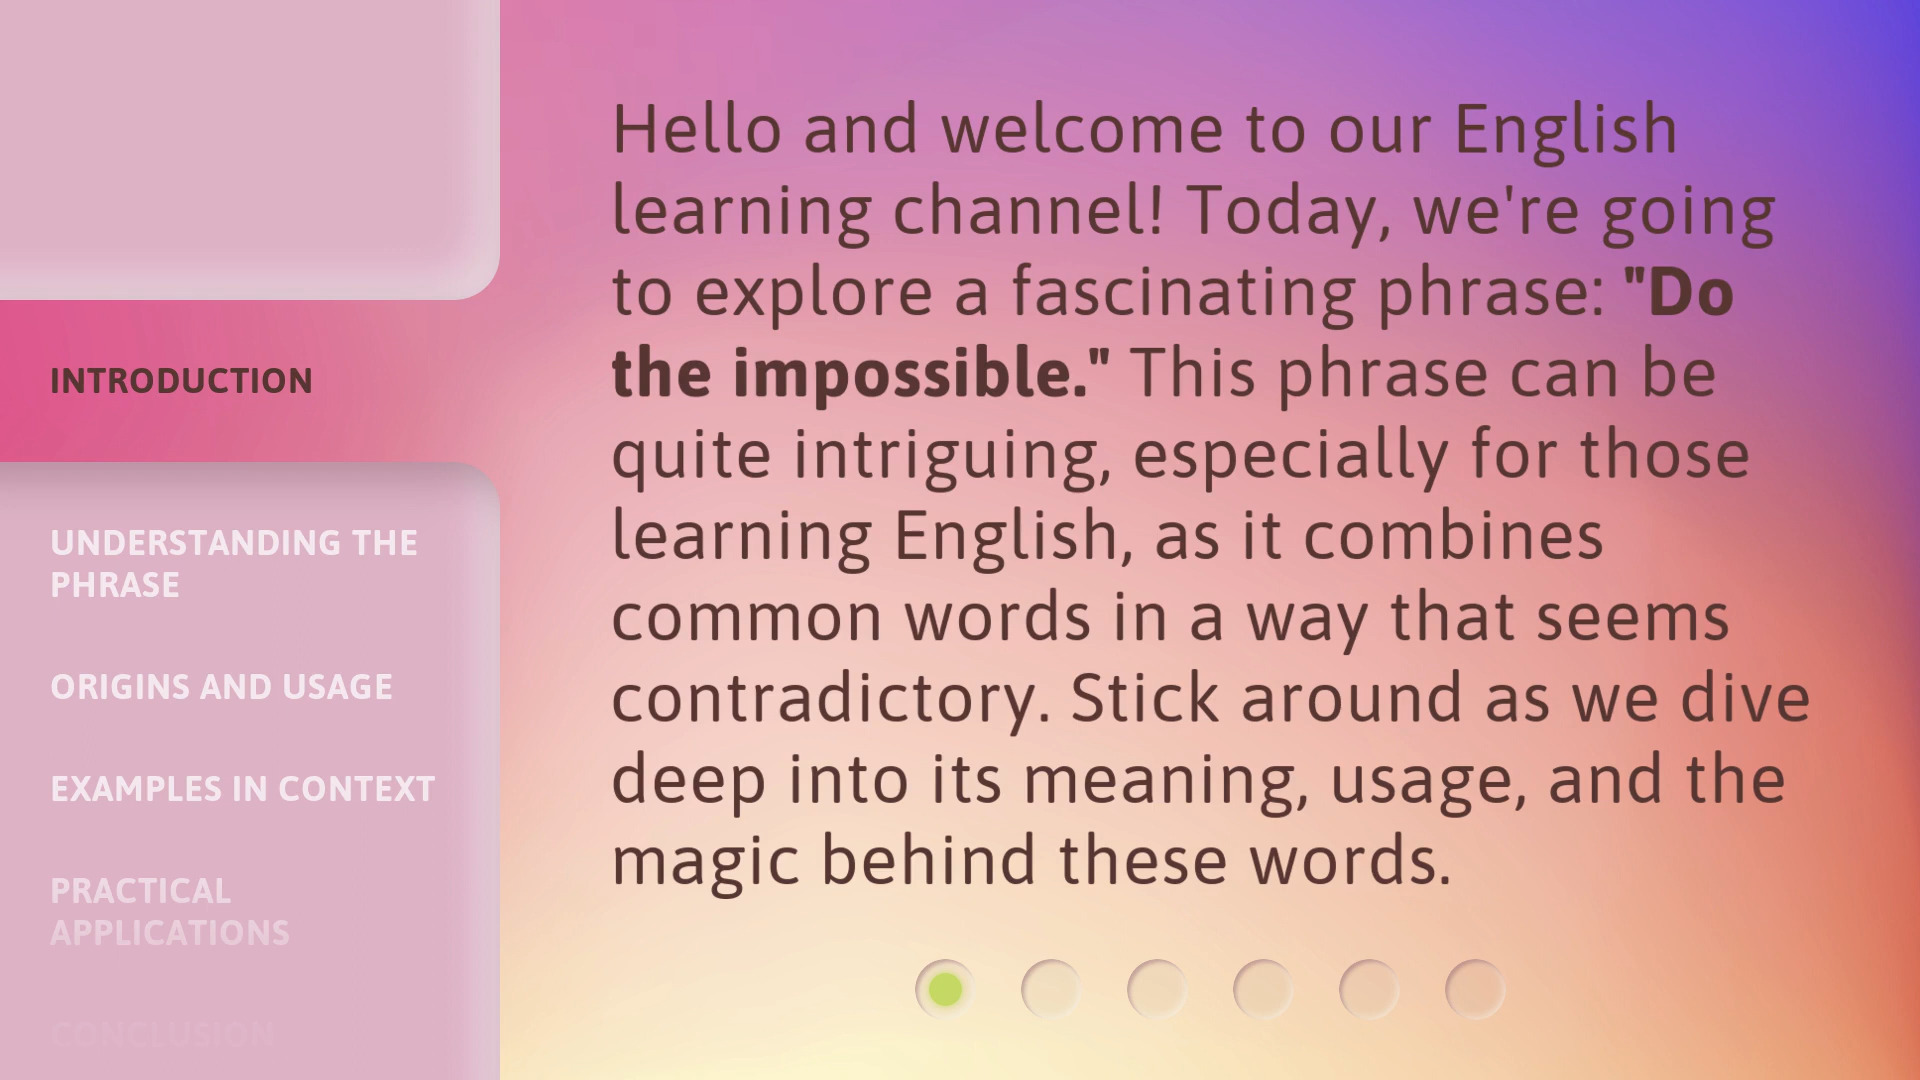 INTRODUCTION
UNDERSTANDING THE
PHRASE
ORIGINS AND USAGE
EXAMPLES IN CONTEXT
PRACTICAL
APPLICATIONS
CONCLUSION
Hello and welcome to our English
learning channel! Today, we're going
to explore a fascinating phrase: "Do
the impossible." This phrase can be
quite intriguing, especially for those
learning English, as it combines
common words in a way that seems
contradictory. Stick around as we dive
deep into its meaning, usage, and the
magic behind these words.